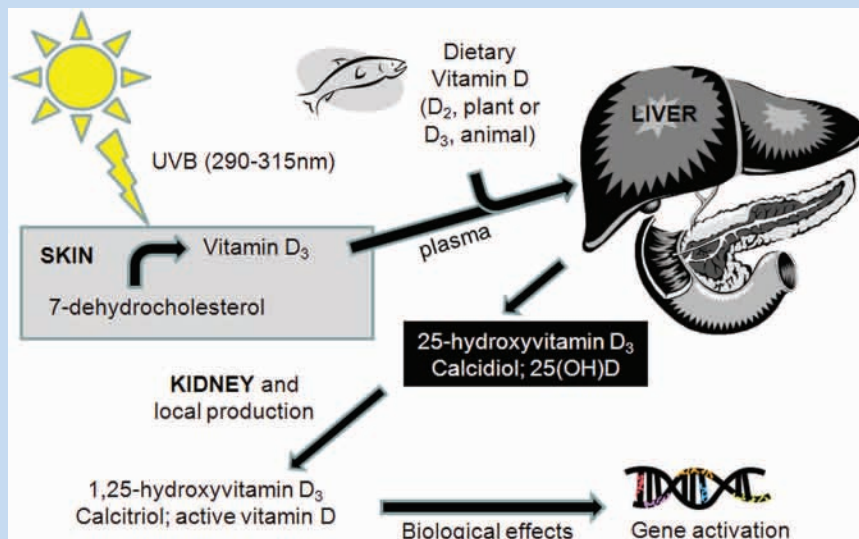 Dietary
Vitamin D
(D₂, plant or
D₃, animal)
LIVER
UVB (290-315nm)
SKIN
Vitamin D₃
7-dehydrocholesterol
plasma
25-hydroxyvitamin D₃
Calcidiol; 25(OH)D
KIDNEY and
local production
1,25-hydroxyvitamin D₃
Calcitriol; active vitamin D
Biological effects
Gene activation